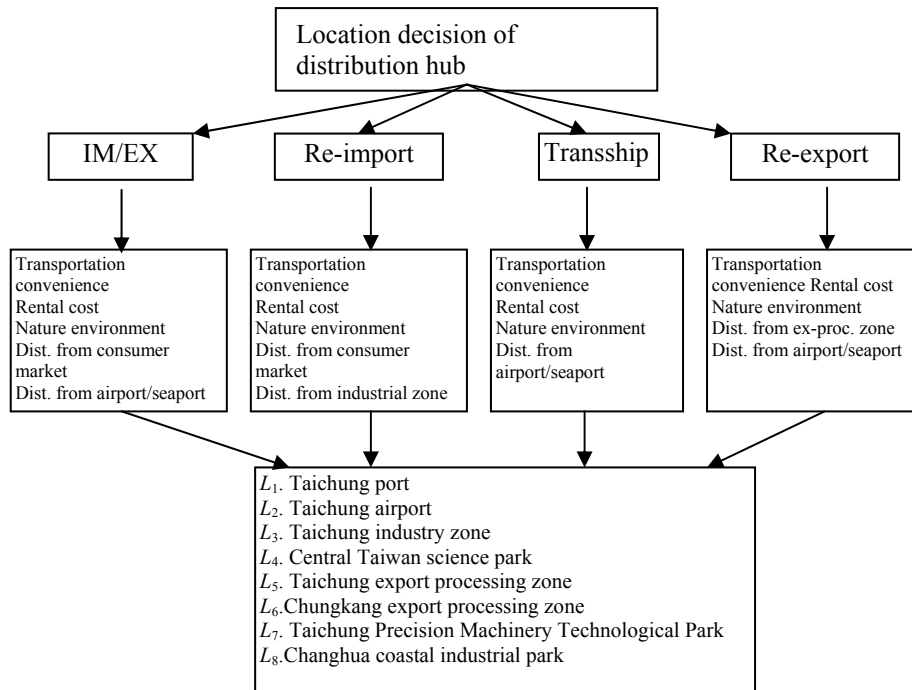 Location decision of
distribution hub
IM/EX
Re-import
Transship
Re-export
Transportation
convenience
Rental cost
Nature environment
Dist. from consumer
market
Dist. from airport/seaport
Transportation
convenience
Rental cost
Nature environment
Dist. from consumer
market
Dist. from industrial zone
Transportation
convenience
Rental cost
Nature environment
Dist. from
airport/seaport
Transportation
convenience Rental cost
Nature environment
Dist. from ex-proc. zone
Dist. from airport/seaport
L₁. Taichung port
L₂. Taichung airport
L₃. Taichung industry zone
L₄. Central Taiwan science park
L₅. Taichung export processing zone
L₆.Chungkang export processing zone
L₇. Taichung Precision Machinery Technological Park
L₈.Changhua coastal industrial park